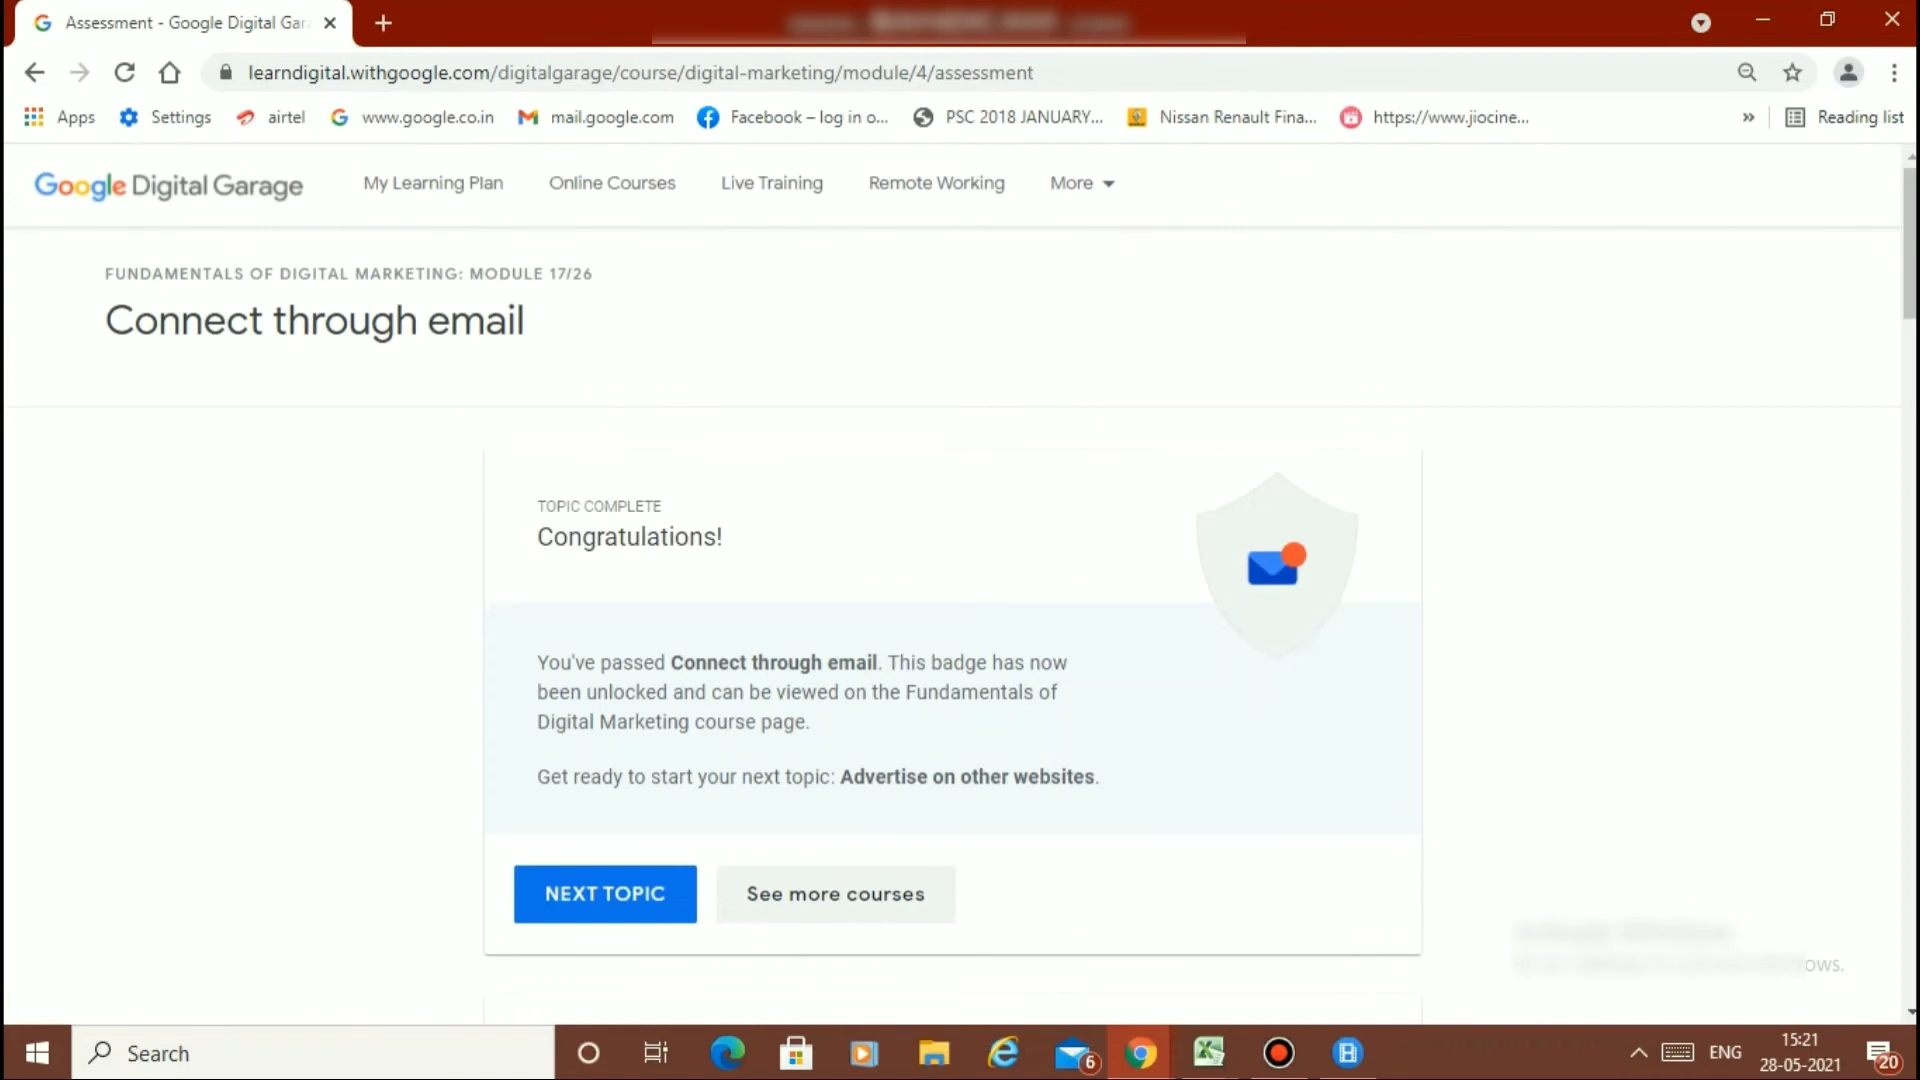 Assessment - Google Digital Gar
learndigital.withgoogle.com/digitalgarage/course/digital-marketing/module/4/assessment
Apps Settings airtel www.google.co.in mail.google.com Facebook – log in o... PSC 2018 JANUARY... Nissan Renault Fina... https://www.jiocine... » Reading list
Google Digital Garage My Learning Plan Online Courses Live Training Remote Working More
FUNDAMENTALS OF DIGITAL MARKETING: MODULE 17/26
Connect through email
TOPIC COMPLETE
Congratulations!
You've passed Connect through email. This badge has now
been unlocked and can be viewed on the Fundamentals of
Digital Marketing course page.
Get ready to start your next topic: Advertise on other websites.
NEXT TOPIC See more courses
ows.
Search 6 ENG 15:21
28-05-2021 20